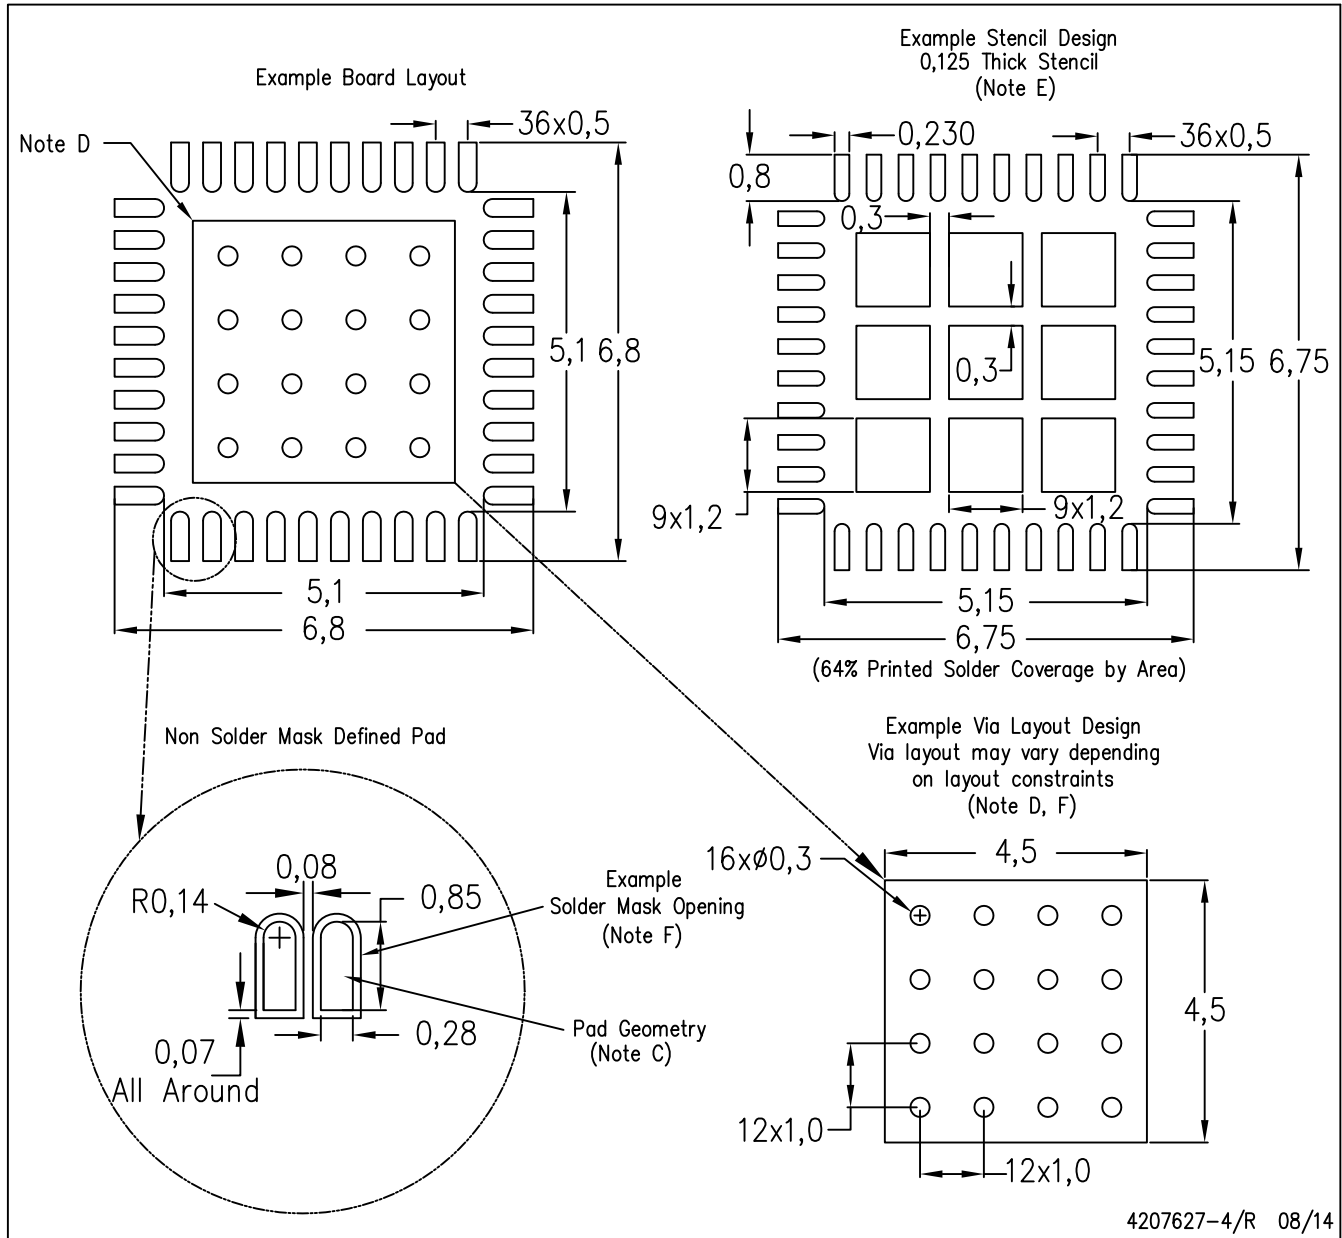 Example Board Layout
Note D
36x0,5
5,1
6,8
5,1
6,8
Example Stencil Design
0,125 Thick Stencil
(Note E)
0,230
36x0,5
0,8
0,3
0,3
5,15
6,75
9x1,2
9x1,2
5,15
6,75
(64% Printed Solder Coverage by Area)
Non Solder Mask Defined Pad
0,08
R0,14
0,85
Example
Solder Mask Opening
(Note F)
0,28
Pad Geometry
(Note C)
0,07
All Around
Example Via Layout Design
Via layout may vary depending
on layout constraints
(Note D, F)
16xø0,3
4,5
4,5
12x1,0
12x1,0
4207627-4/R 08/14